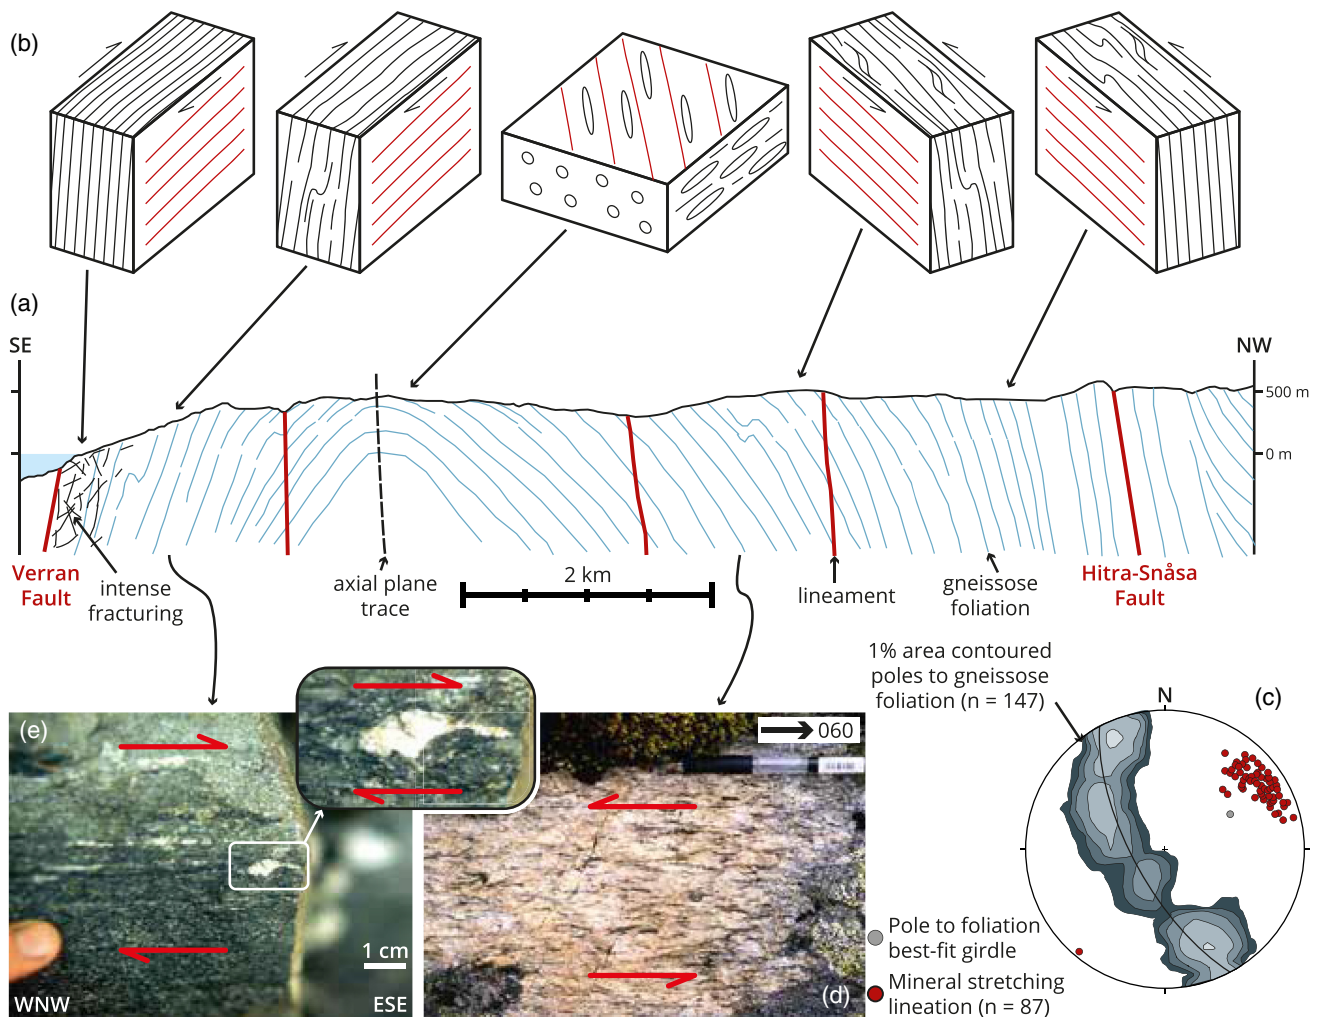 (b)
(a)
SE
NW
500 m
0 m
Verran
Fault
intense
fracturing
axial plane
trace
2 km
lineament
gneissose
foliation
Hitra-Snåsa
Fault
1% area contoured
poles to gneissose
foliation (n = 147)
N
(c)
(e)
060
1 cm
WNW
ESE
(d)
Pole to foliation
best-fit girdle
Mineral stretching
lineation (n = 87)